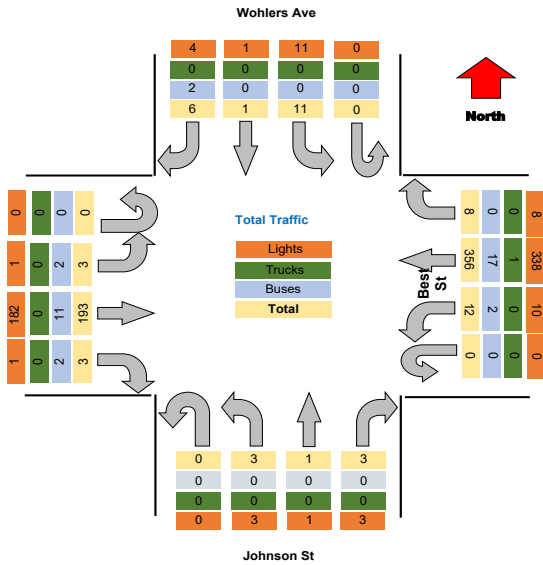 Wohlers Ave
4 1 11 0
0 0 0 0
2 0 0 0
6 1 11 0
North
0 0 0 0
1 0 2 3
182 0 11 193
1 0 2 3
Total Traffic
Lights
Trucks
Buses
Total
Best
St
8 0 0 8
356 17 1 338
12 2 0 10
0 0 0 0
0 3 1 3
0 0 0 0
0 0 0 0
0 3 1 3
Johnson St